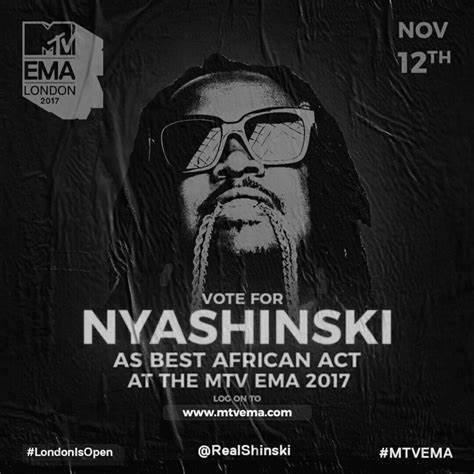 MTV
EMA
LONDON
2017
NOV
12TH
VOTE FOR
NYASHINSKI
AS BEST AFRICAN ACT
AT THE MTV EMA 2017
LOG ON TO
www.mtvema.com
#LondonIsOpen
@RealShinski
#MTVEMA